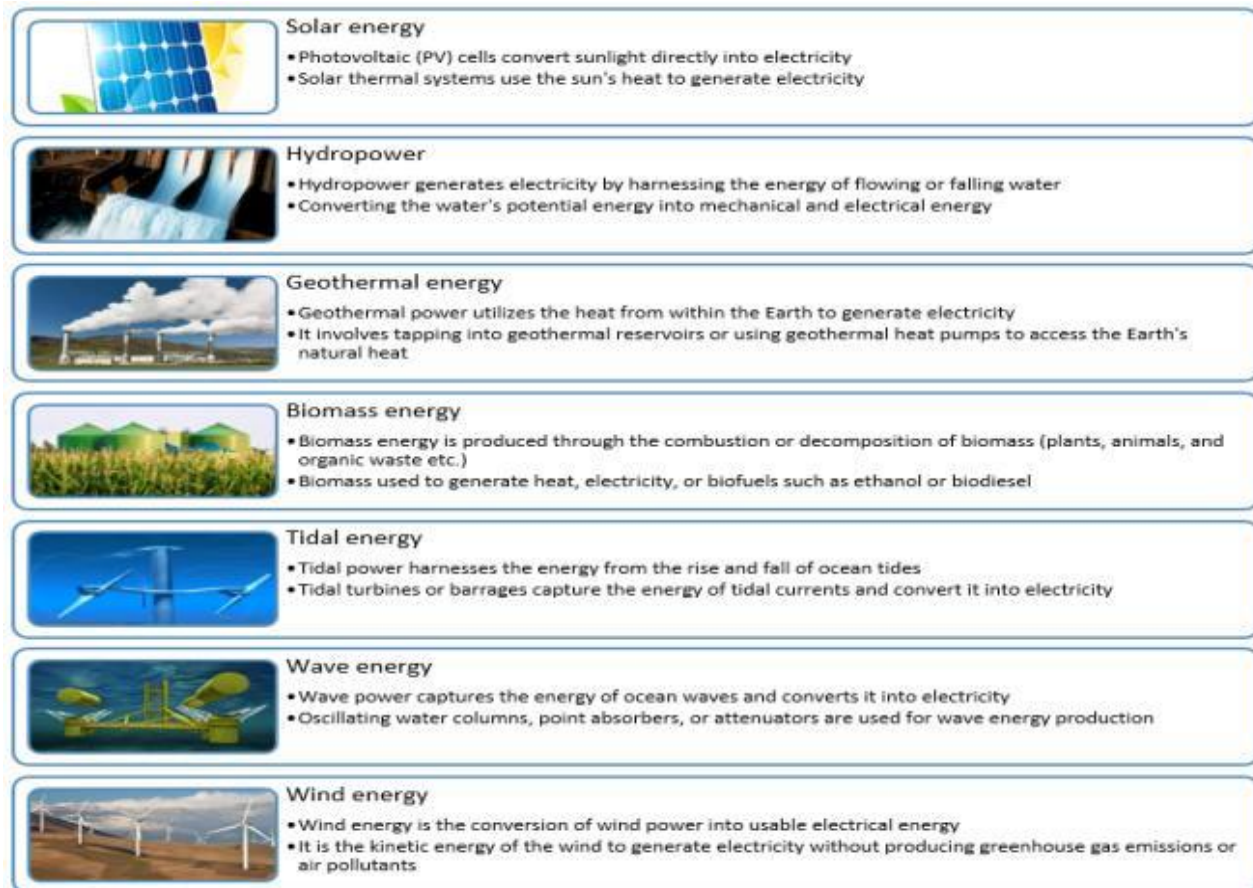 Solar energy
•Photovoltaic (PV) cells convert sunlight directly into electricity
•Solar thermal systems use the sun's heat to generate electricity
Hydropower
•Hydropower generates electricity by harnessing the energy of flowing or falling water
•Converting the water's potential energy into mechanical and electrical energy
Geothermal energy
•Geothermal power utilizes the heat from within the Earth to generate electricity
•It involves tapping into geothermal reservoirs or using geothermal heat pumps to access the Earth's
natural heat
Biomass energy
•Biomass energy is produced through the combustion or decomposition of biomass (plants, animals, and
organic waste etc.)
•Biomass used to generate heat, electricity, or biofuels such as ethanol or biodiesel
Tidal energy
•Tidal power harnesses the energy from the rise and fall of ocean tides
•Tidal turbines or barrages capture the energy of tidal currents and convert it into electricity
Wave energy
•Wave power captures the energy of ocean waves and converts it into electricity
•Oscillating water columns, point absorbers, or attenuators are used for wave energy production
Wind energy
•Wind energy is the conversion of wind power into usable electrical energy
•It is the kinetic energy of the wind to generate electricity without producing greenhouse gas emissions or
air pollutants